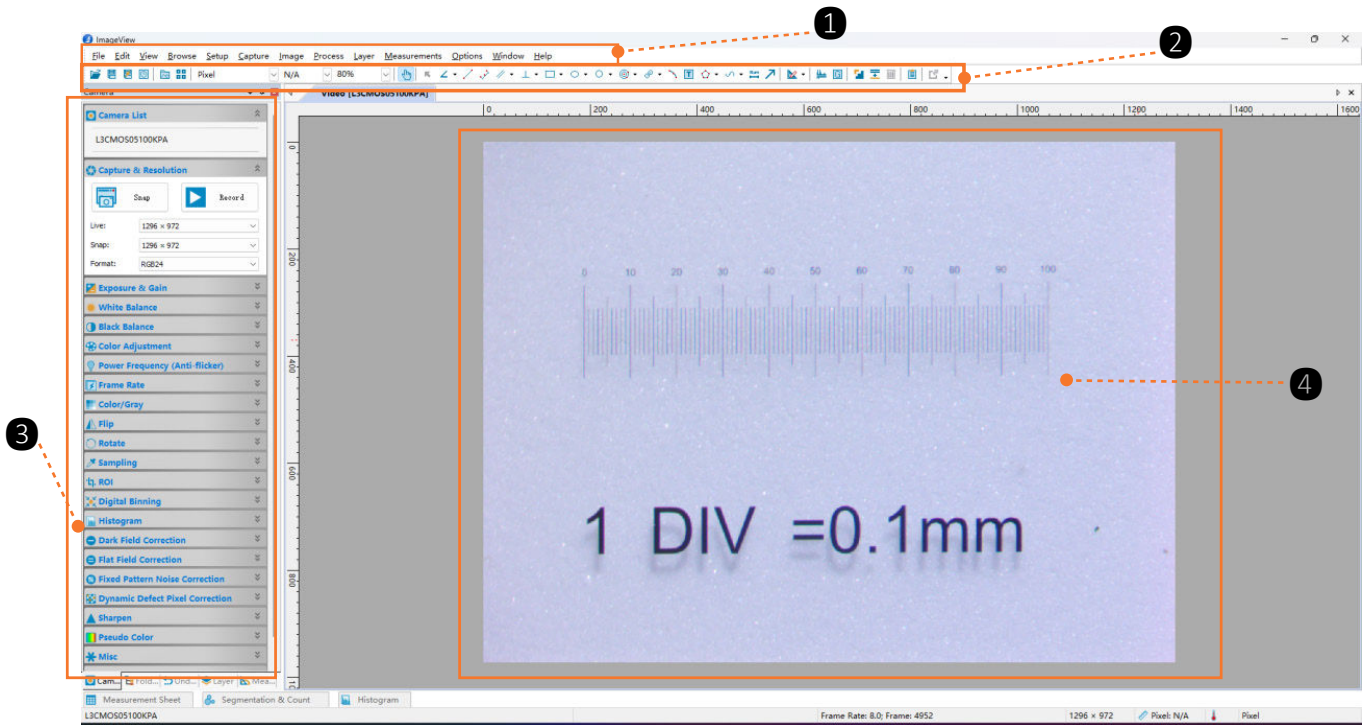 1
2
ImageView
File Edit View Browse Setup Capture Image Process Layer Measurements Options Window Help
Pixel N/A 80%
Camera
Video [L3CMOS05100KPA]
0 200 400 600 800 1000 1200 1400 1600
Camera List
L3CMOS05100KPA
Capture & Resolution
Snap Record
Live: 1296 × 972
Snap: 1296 × 972
Format: RGB24
Exposure & Gain
White Balance
Black Balance
Color Adjustment
Power Frequency (Anti-flicker)
Frame Rate
Color/Gray
Flip
Rotate
Sampling
ROI
Digital Binning
Histogram
Dark Field Correction
Flat Field Correction
Fixed Pattern Noise Correction
Dynamic Defect Pixel Correction
Sharpen
Pseudo Color
Misc
Cam... Fold... Und... Layer Mea...
3
0
200
400
600
800
0 10 20 30 40 50 60 70 80 90 100
1 DIV =0.1mm
4
Measurement Sheet Segmentation & Count Histogram
L3CMOS05100KPA Frame Rate: 8.0; Frame: 4952 1296 × 972 Pixel: N/A Pixel